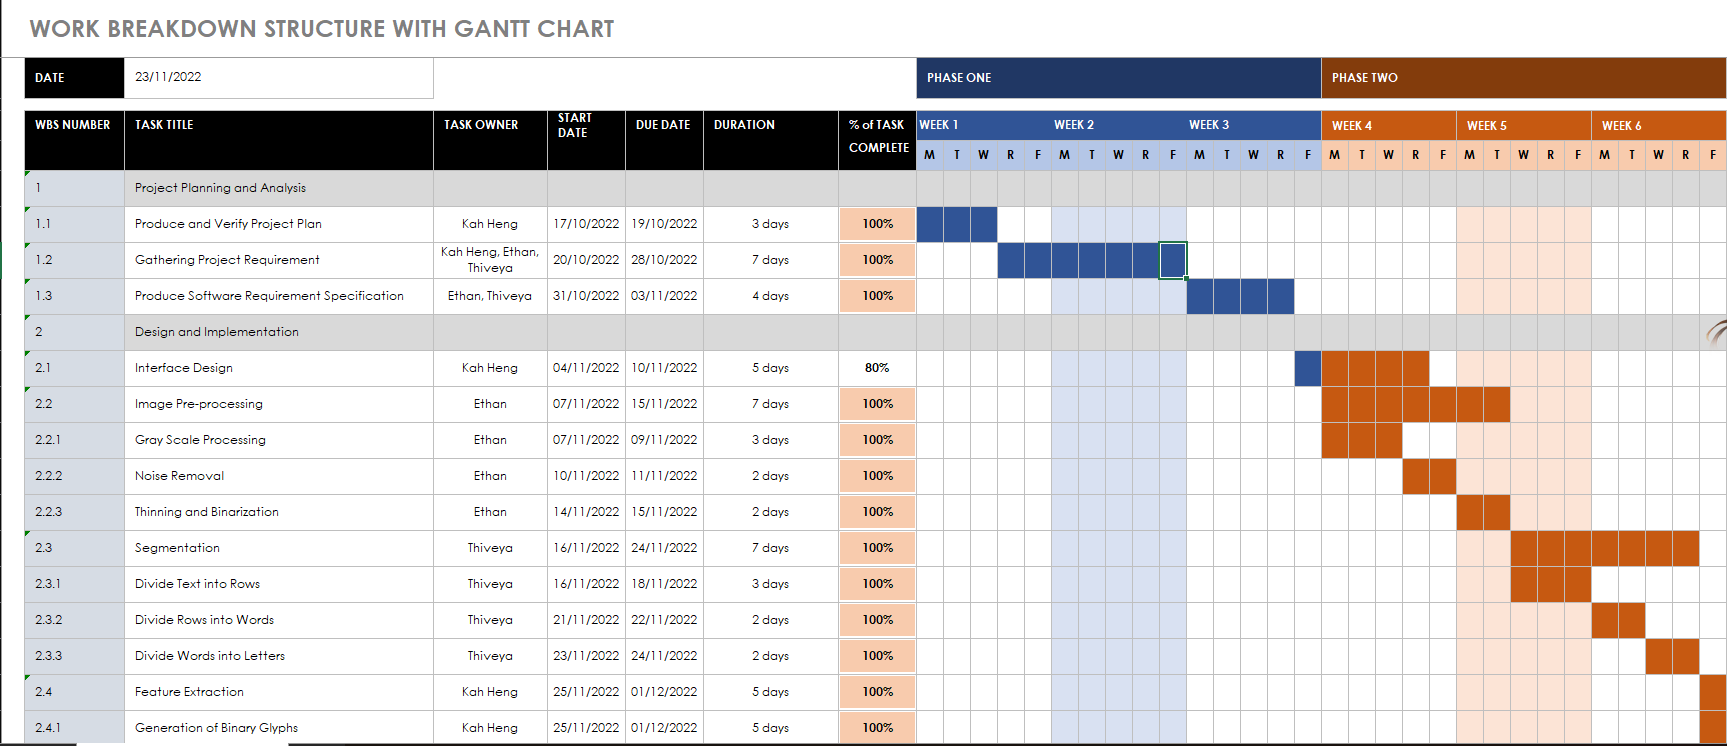 WORK BREAKDOWN STRUCTURE WITH GANTT CHART
DATE 23/11/2022 PHASE ONE PHASE TWO
WBS NUMBER TASK TITLE TASK OWNER START DATE DUE DATE DURATION % of TASK COMPLETE WEEK 1 WEEK 2 WEEK 3 WEEK 4 WEEK 5 WEEK 6
M T W R F M T W R F M T W R F M T W R F M T W R F M T W R F
1 Project Planning and Analysis
1.1 Produce and Verify Project Plan Kah Heng 17/10/2022 19/10/2022 3 days 100%
1.2 Gathering Project Requirement Kah Heng, Ethan, Thiveya 20/10/2022 28/10/2022 7 days 100%
1.3 Produce Software Requirement Specification Ethan, Thiveya 31/10/2022 03/11/2022 4 days 100%
2 Design and Implementation
2.1 Interface Design Kah Heng 04/11/2022 10/11/2022 5 days 80%
2.2 Image Pre-processing Ethan 07/11/2022 15/11/2022 7 days 100%
2.2.1 Gray Scale Processing Ethan 07/11/2022 09/11/2022 3 days 100%
2.2.2 Noise Removal Ethan 10/11/2022 11/11/2022 2 days 100%
2.2.3 Thinning and Binarization Ethan 14/11/2022 15/11/2022 2 days 100%
2.3 Segmentation Thiveya 16/11/2022 24/11/2022 7 days 100%
2.3.1 Divide Text into Rows Thiveya 16/11/2022 18/11/2022 3 days 100%
2.3.2 Divide Rows into Words Thiveya 21/11/2022 22/11/2022 2 days 100%
2.3.3 Divide Words into Letters Thiveya 23/11/2022 24/11/2022 2 days 100%
2.4 Feature Extraction Kah Heng 25/11/2022 01/12/2022 5 days 100%
2.4.1 Generation of Binary Glyphs Kah Heng 25/11/2022 01/12/2022 5 days 100%